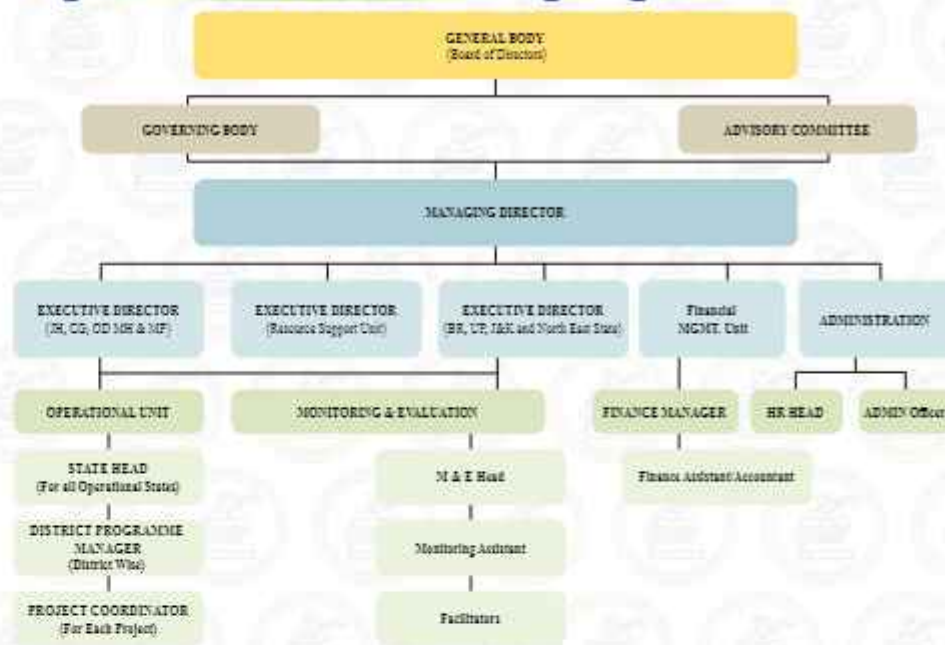 GENERAL BODY
(Board of Directors)
GOVERNING BODY
ADVISORY COMMITTEE
MANAGING DIRECTOR
EXECUTIVE DIRECTOR
(JH, CG, OD MH & MP)
EXECUTIVE DIRECTOR
(Resource Support Unit)
EXECUTIVE DIRECTOR
(BR, UP, J&K and North East State)
Financial
MGMT. Unit
ADMINISTRATION
OPERATIONAL UNIT
MONITORING & EVALUATION
FINANCE MANAGER
HR HEAD
ADMIN Officer
STATE HEAD
(For all Operational States)
M & E Head
Finance Assistant/Accountant
DISTRICT PROGRAMME
MANAGER
(District Wise)
Monitoring Assistant
PROJECT COORDINATOR
(For Each Project)
Facilitators